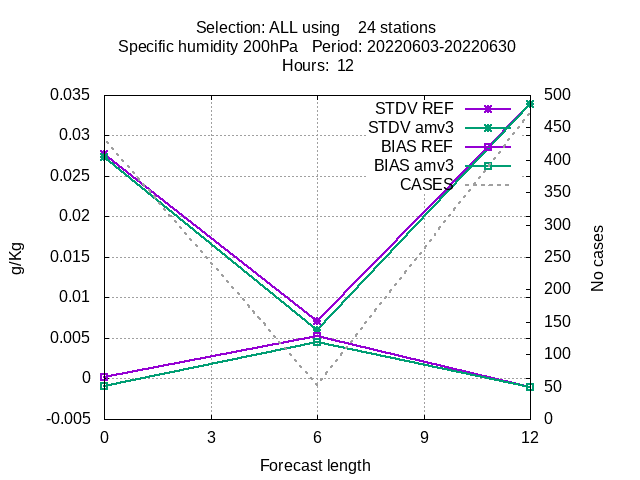 Selection: ALL using    24 stations
Specific humidity 200hPa   Period: 20220603-20220630
Hours:  12
STDV REF
STDV amv3
BIAS REF
BIAS amv3
CASES
g/Kg
0.035
0.03
0.025
0.02
0.015
0.01
0.005
0
-0.005
500
450
400
350
300
250
200
150
100
50
0
No cases
0 3 6 9 12
Forecast length